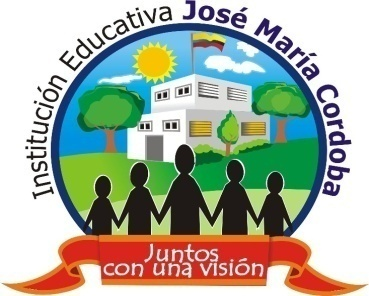 Institución Educativa José María Cordoba
Juntos
con una visión